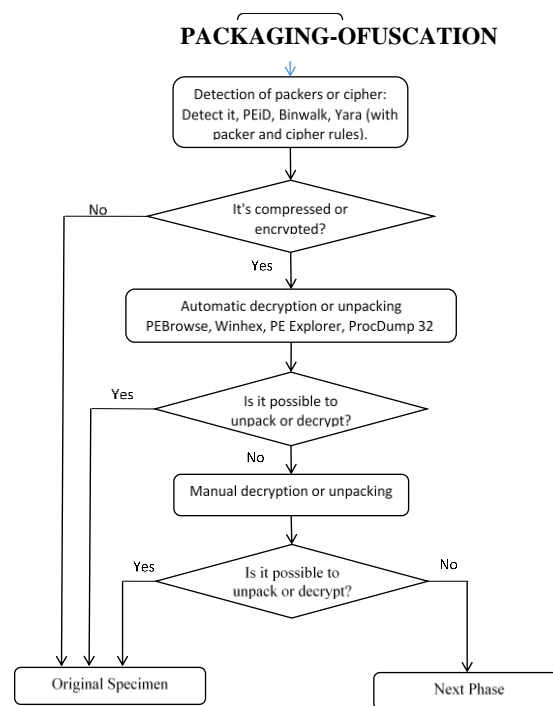 PACKAGING-OFUSCATION
Detection of packers or cipher:
Detect it, PEiD, Binwalk, Yara (with
packer and cipher rules).
No
It's compressed or
encrypted?
Yes
Automatic decryption or unpacking
PEBrowse, Winhex, PE Explorer, ProcDump 32
Yes
Is it possible to
unpack or decrypt?
No
Manual decryption or unpacking
Yes
Is it possible to
unpack or decrypt?
No
Original Specimen
Next Phase